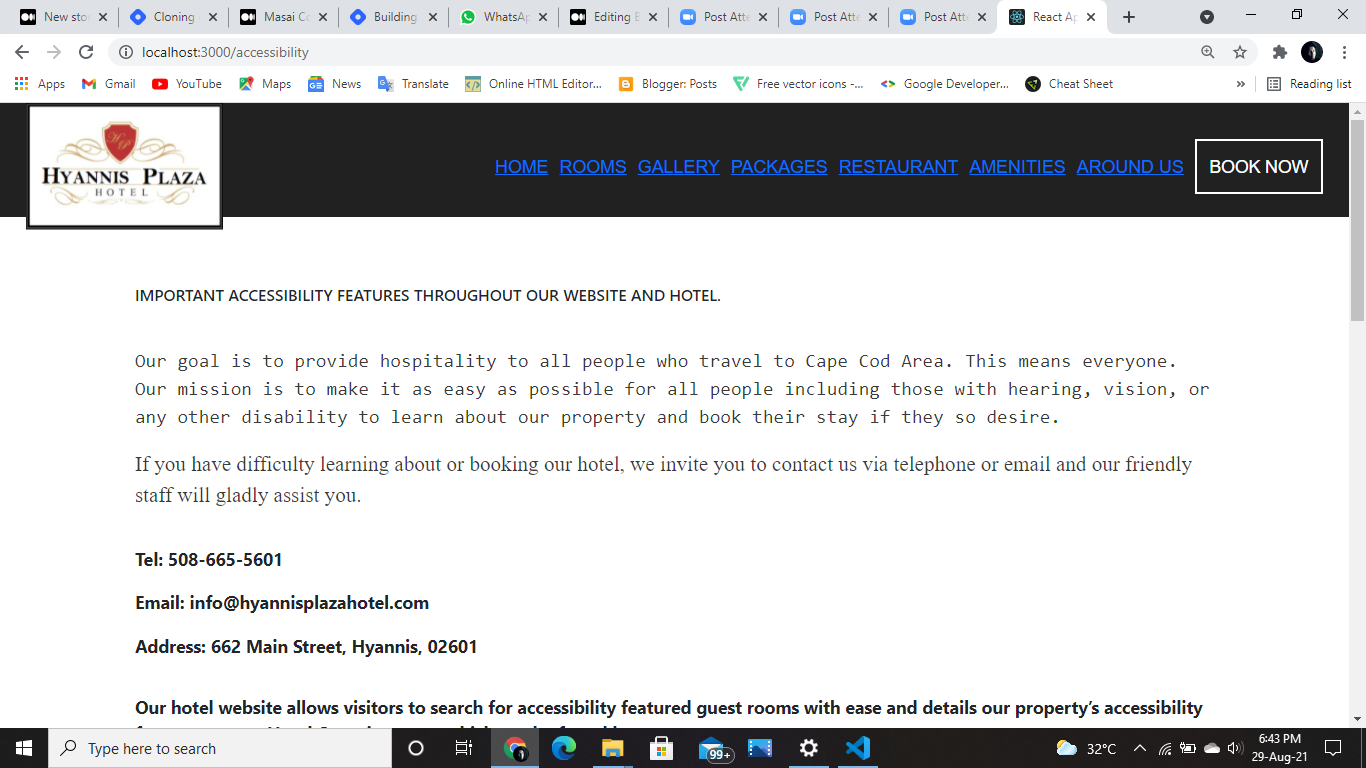 New sto
Cloning
Masai Co
Building
WhatsAp
Editing B
Post Atte
Post Atte
Post Atte
React Ap
localhost:3000/accessibility
Apps
Gmail
YouTube
Maps
News
Translate
Online HTML Editor...
Blogger: Posts
Free vector icons -...
Google Developer...
Cheat Sheet
»
Reading list
HP
HYANNIS PLAZA
HOTEL
HOME ROOMS GALLERY PACKAGES RESTAURANT AMENITIES AROUND US BOOK NOW
IMPORTANT ACCESSIBILITY FEATURES THROUGHOUT OUR WEBSITE AND HOTEL.
Our goal is to provide hospitality to all people who travel to Cape Cod Area. This means everyone.
Our mission is to make it as easy as possible for all people including those with hearing, vision, or
any other disability to learn about our property and book their stay if they so desire.
If you have difficulty learning about or booking our hotel, we invite you to contact us via telephone or email and our friendly
staff will gladly assist you.
Tel: 508-665-5601
Email: info@hyannisplazahotel.com
Address: 662 Main Street, Hyannis, 02601
Our hotel website allows visitors to search for accessibility featured guest rooms with ease and details our property's accessibility
Type here to search
99+
32°C
6:43 PM
29-Aug-21